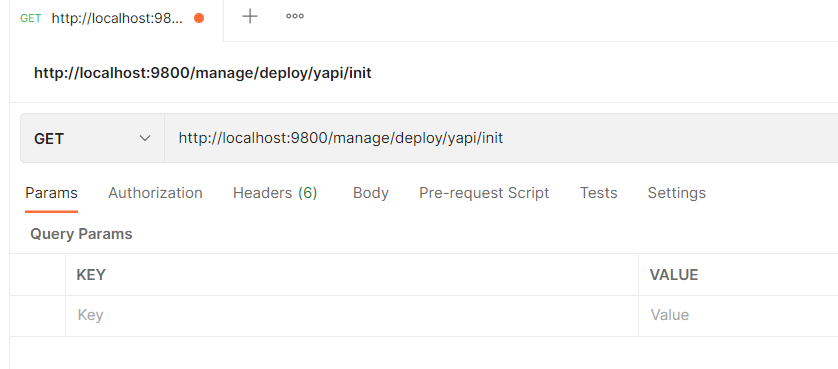 GET http://localhost:98...
http://localhost:9800/manage/deploy/yapi/init
GET http://localhost:9800/manage/deploy/yapi/init
Params Authorization Headers (6) Body Pre-request Script Tests Settings
Query Params
KEY VALUE
Key Value